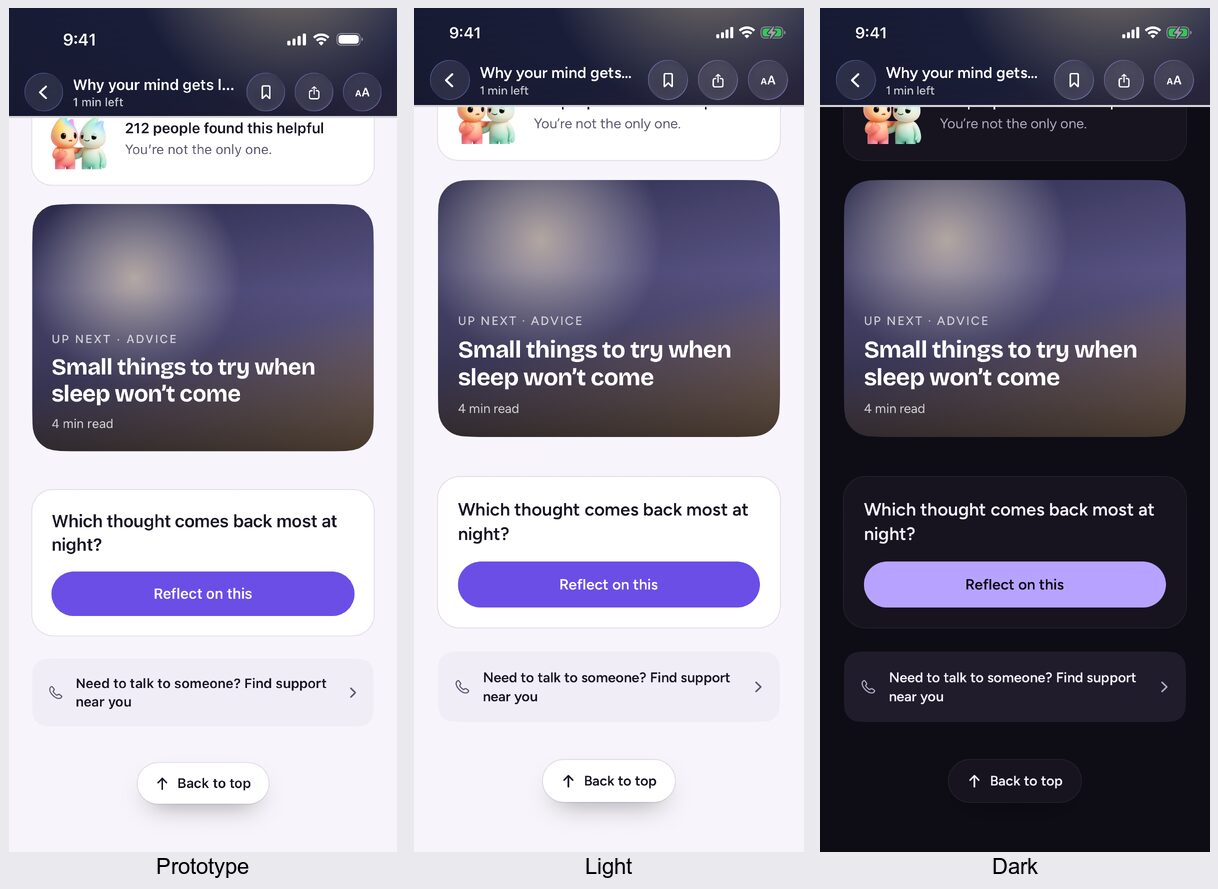 9:41
Why your mind gets l...
1 min left
AA
212 people found this helpful
You're not the only one.
UP NEXT · ADVICE
Small things to try when
sleep won't come
4 min read
Which thought comes back most at
night?
Reflect on this
Need to talk to someone? Find support
near you
Back to top
Prototype
9:41
Why your mind gets...
1 min left
AA
You're not the only one.
UP NEXT · ADVICE
Small things to try when
sleep won't come
4 min read
Which thought comes back most at
night?
Reflect on this
Need to talk to someone? Find support
near you
Back to top
Light
9:41
Why your mind gets...
1 min left
AA
You're not the only one.
UP NEXT · ADVICE
Small things to try when
sleep won't come
4 min read
Which thought comes back most at
night?
Reflect on this
Need to talk to someone? Find support
near you
Back to top
Dark